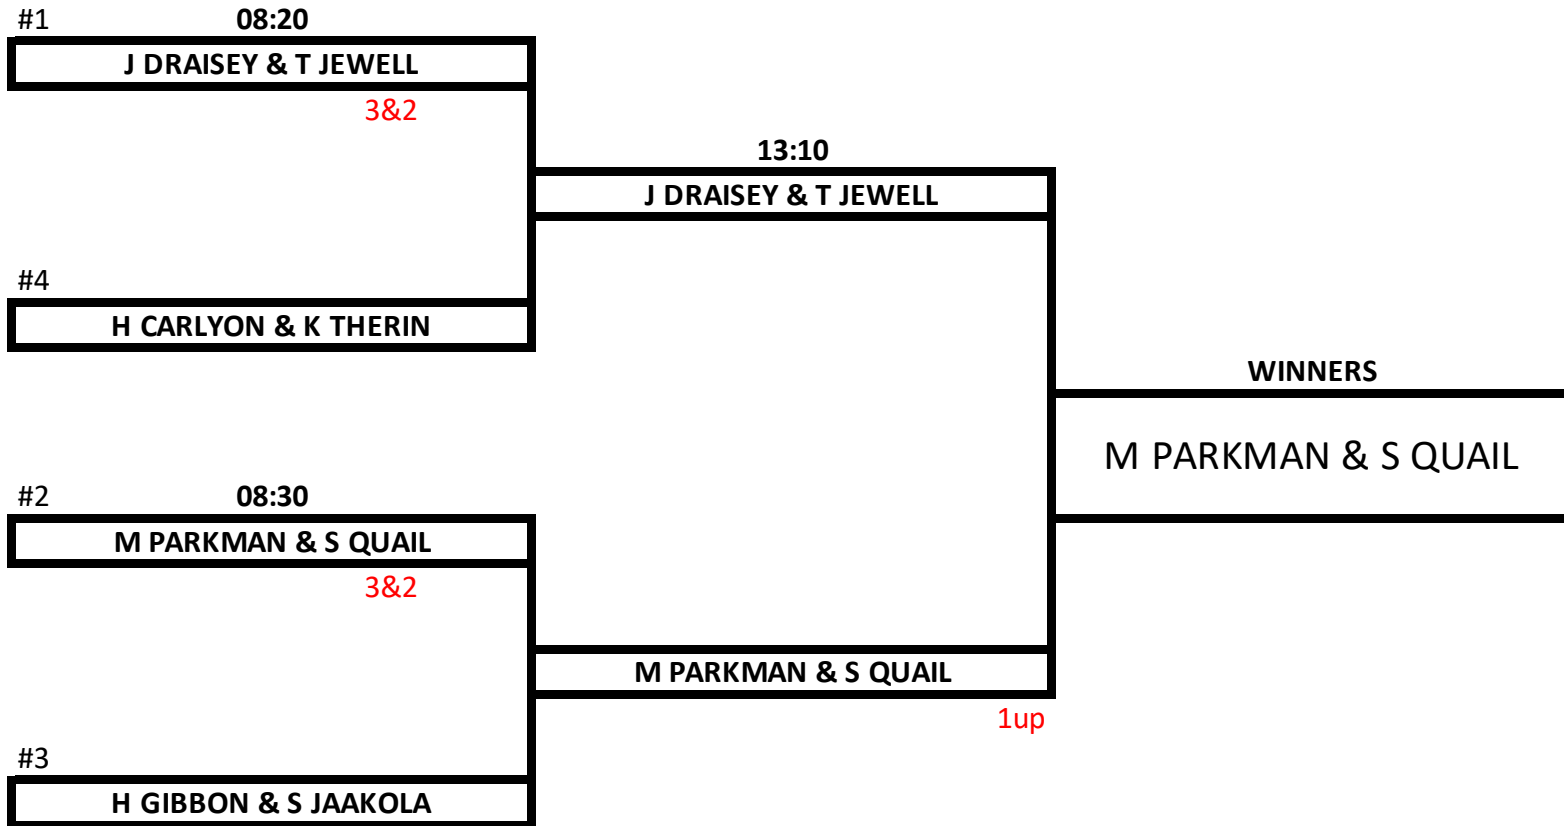 #1 08:20
J DRAISEY & T JEWELL
3&2
13:10
J DRAISEY & T JEWELL
#4
H CARLYON & K THERIN
WINNERS
M PARKMAN & S QUAIL
#2 08:30
M PARKMAN & S QUAIL
3&2
M PARKMAN & S QUAIL
1up
#3
H GIBBON & S JAAKOLA